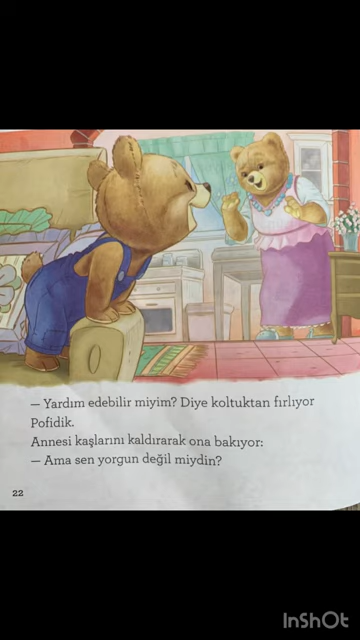 — Yardım edebilir miyim? Diye koltuktan fırlıyor
Pofidik.
Annesi kaşlarını kaldırarak ona bakıyor:
— Ama sen yorgun değil miydin?
22
InShOt